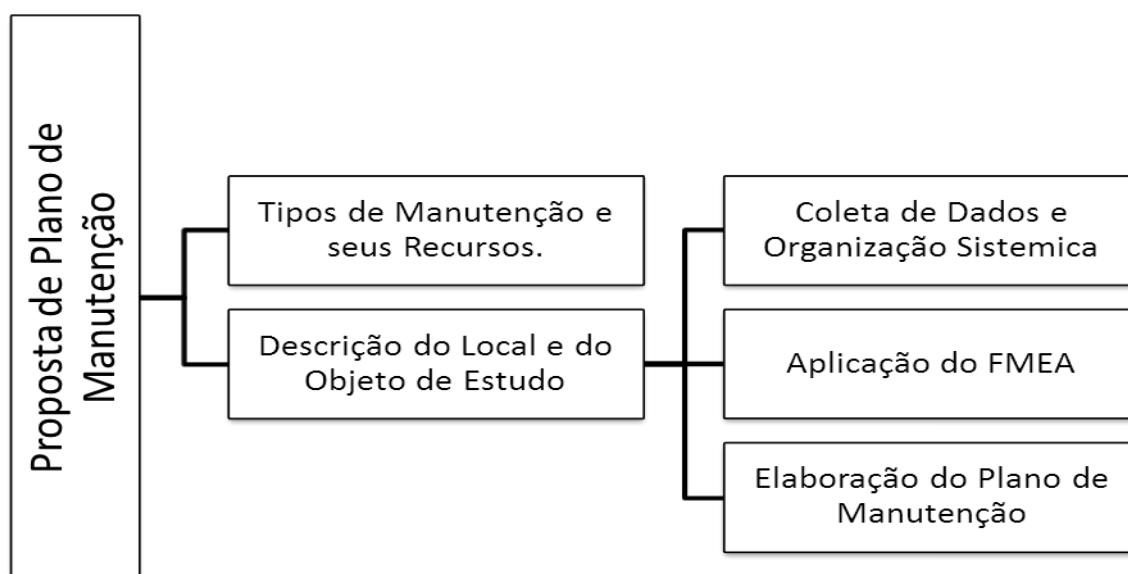 Proposta de Plano de
Manutenção
Tipos de Manutenção e
seus Recursos.
Descrição do Local e do
Objeto de Estudo
Coleta de Dados e
Organização Sistemica
Aplicação do FMEA
Elaboração do Plano de
Manutenção